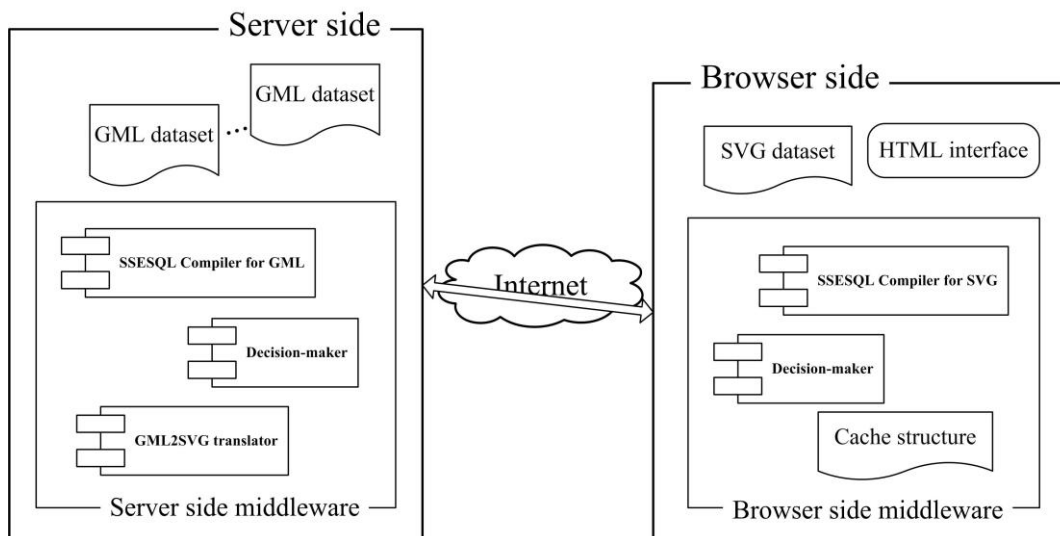 Server side
GML dataset
GML dataset
...
SSESQL Compiler for GML
Decision-maker
GML2SVG translator
Server side middleware
Internet
Browser side
SVG dataset
HTML interface
SSESQL Compiler for SVG
Decision-maker
Cache structure
Browser side middleware